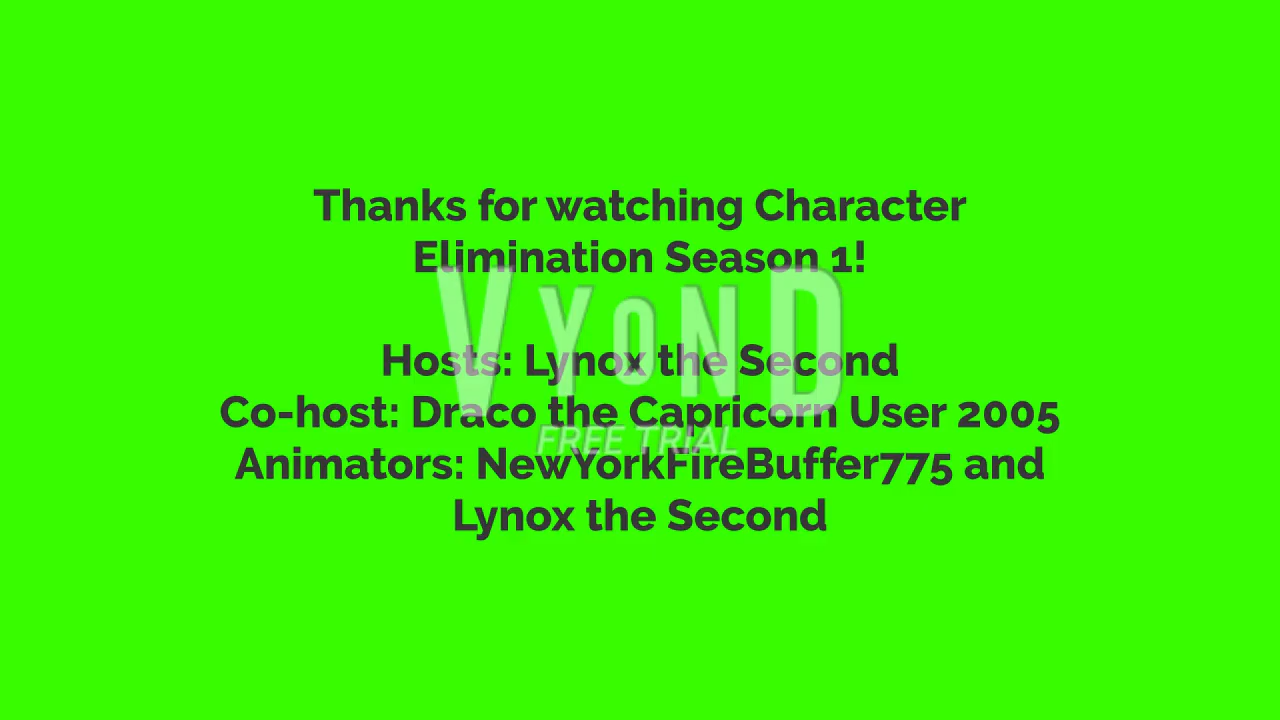 Thanks for watching Character
Elimination Season 1!
VYOND
FREE TRIAL
Hosts: Lynox the Second
Co-host: Draco the Capricorn User 2005
Animators: NewYorkFireBuffer775 and
Lynox the Second